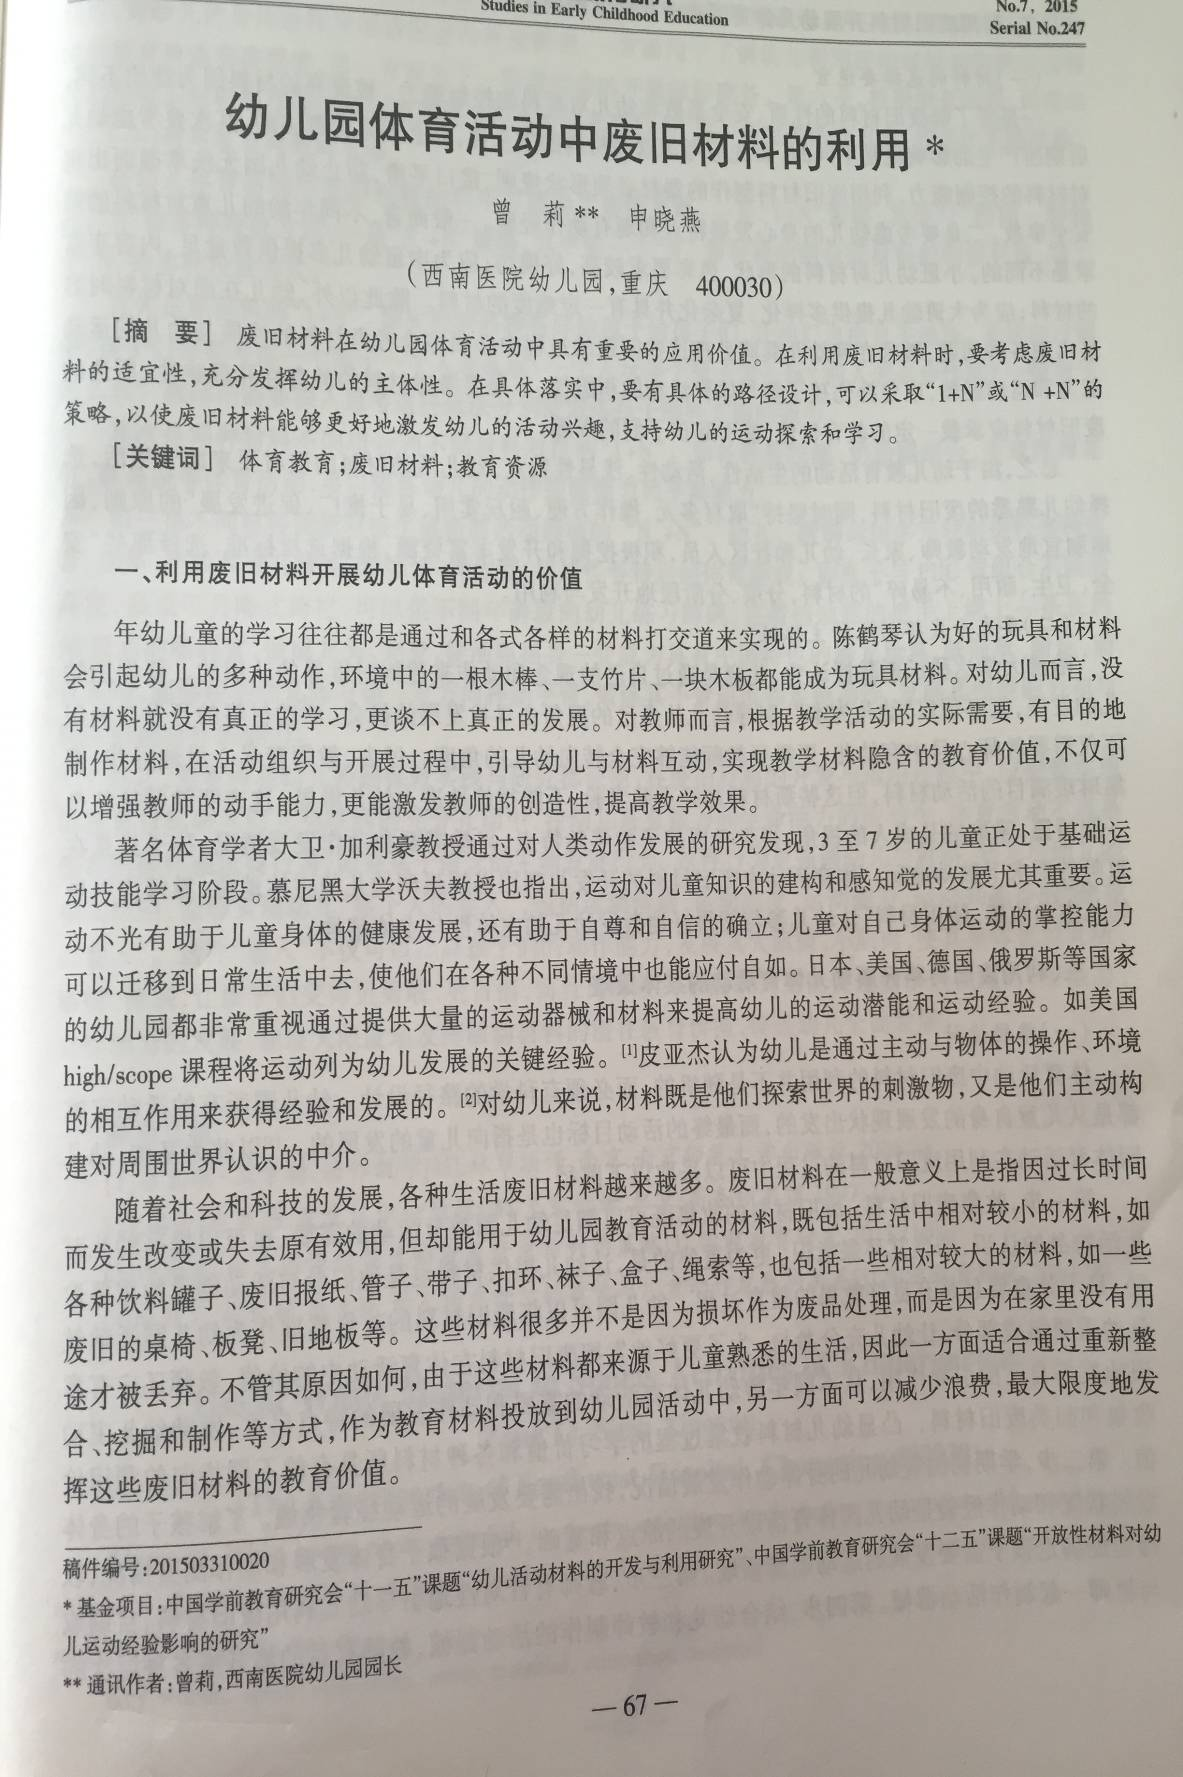 Studies in Early Childhood Education
No.7, 2015
Serial No.247
幼儿园体育活动中废旧材料的利用*
曾 莉** 申晓燕
(西南医院幼儿园,重庆 400030)
[摘 要] 废旧材料在幼儿园体育活动中具有重要的应用价值。在利用废旧材料时,要考虑废旧材
料的适宜性,充分发挥幼儿的主体性。在具体落实中,要有具体的路径设计,可以采取“1+N”或“N +N”的
策略,以使废旧材料能够更好地激发幼儿的活动兴趣,支持幼儿的运动探索和学习。
[关键词] 体育教育;废旧材料;教育资源
一、利用废旧材料开展幼儿体育活动的价值
年幼儿童的学习往往都是通过和各式各样的材料打交道来实现的。陈鹤琴认为好的玩具和材料
会引起幼儿的多种动作,环境中的一根木棒、一支竹片、一块木板都能成为玩具材料。对幼儿而言,没
有材料就没有真正的学习,更谈不上真正的发展。对教师而言,根据教学活动的实际需要,有目的地
制作材料,在活动组织与开展过程中,引导幼儿与材料互动,实现教学材料隐含的教育价值,不仅可
以增强教师的动手能力,更能激发教师的创造性,提高教学效果。
著名体育学者大卫·加利豪教授通过对人类动作发展的研究发现,3 至 7 岁的儿童正处于基础运
动技能学习阶段。慕尼黑大学沃夫教授也指出,运动对儿童知识的建构和感知觉的发展尤其重要。运
动不光有助于儿童身体的健康发展,还有助于自尊和自信的确立;儿童对自己身体运动的掌控能力
可以迁移到日常生活中去,使他们在各种不同情境中也能应付自如。日本、美国、德国、俄罗斯等国家
的幼儿园都非常重视通过提供大量的运动器械和材料来提高幼儿的运动潜能和运动经验。如美国
high/scope 课程将运动列为幼儿发展的关键经验。[1]皮亚杰认为幼儿是通过主动与物体的操作、环境
的相互作用来获得经验和发展的。[2]对幼儿来说,材料既是他们探索世界的刺激物,又是他们主动构
建对周围世界认识的中介。
随着社会和科技的发展,各种生活废旧材料越来越多。废旧材料在一般意义上是指因过长时间
而发生改变或失去原有效用,但却能用于幼儿园教育活动的材料,既包括生活中相对较小的材料,如
各种饮料罐子、废旧报纸、管子、带子、扣环、袜子、盒子、绳索等,也包括一些相对较大的材料,如一些
废旧的桌椅、板凳、旧地板等。这些材料很多并不是因为损坏作为废品处理,而是因为在家里没有用
途才被丢弃。不管其原因如何,由于这些材料都来源于儿童熟悉的生活,因此一方面适合通过重新整
合、挖掘和制作等方式,作为教育材料投放到幼儿园活动中,另一方面可以减少浪费,最大限度地发
挥这些废旧材料的教育价值。
稿件编号:201503310020
* 基金项目:中国学前教育研究会“十一五”课题“幼儿活动材料的开发与利用研究”、中国学前教育研究会“十二五”课题“开放性材料对幼
儿运动经验影响的研究”
** 通讯作者:曾莉,西南医院幼儿园园长
— 67 —